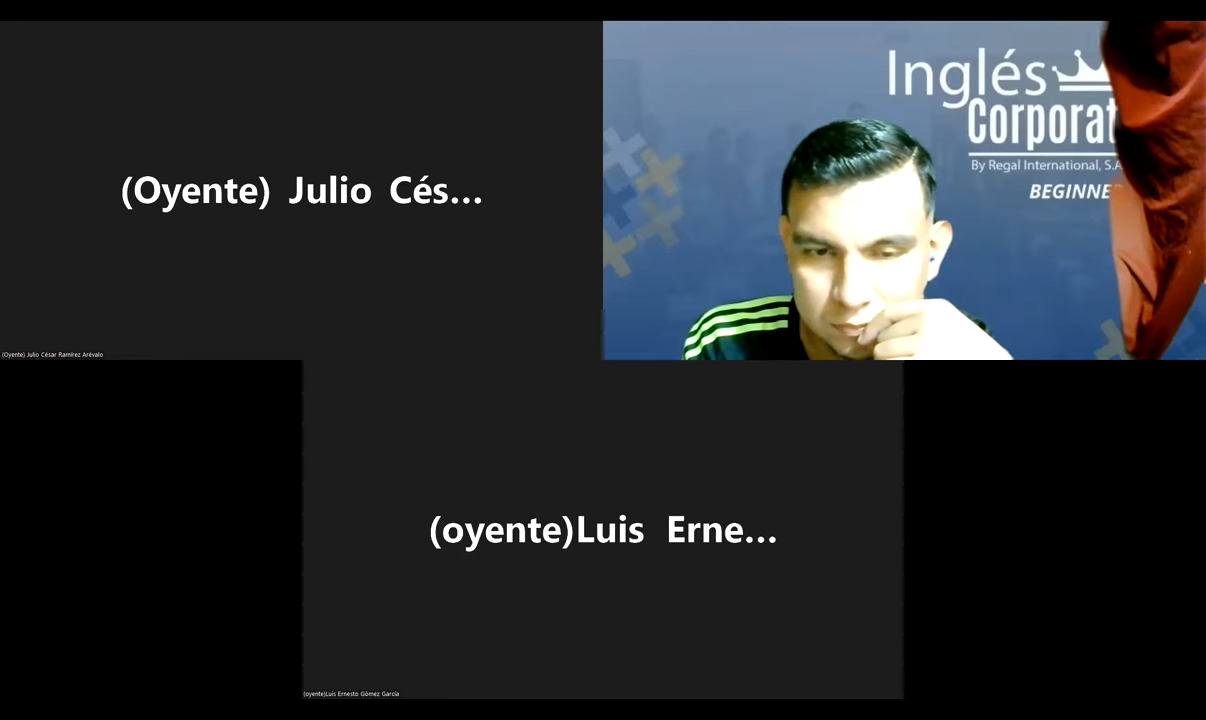 (Oyente) Julio Cés...
(Oyente) Julio César Ramírez Arévalo
Inglés
Corporat
By Regal International, S.A
BEGINNE
(oyente)Luis Erne...
(oyente)Luis Ernesto Gómez García